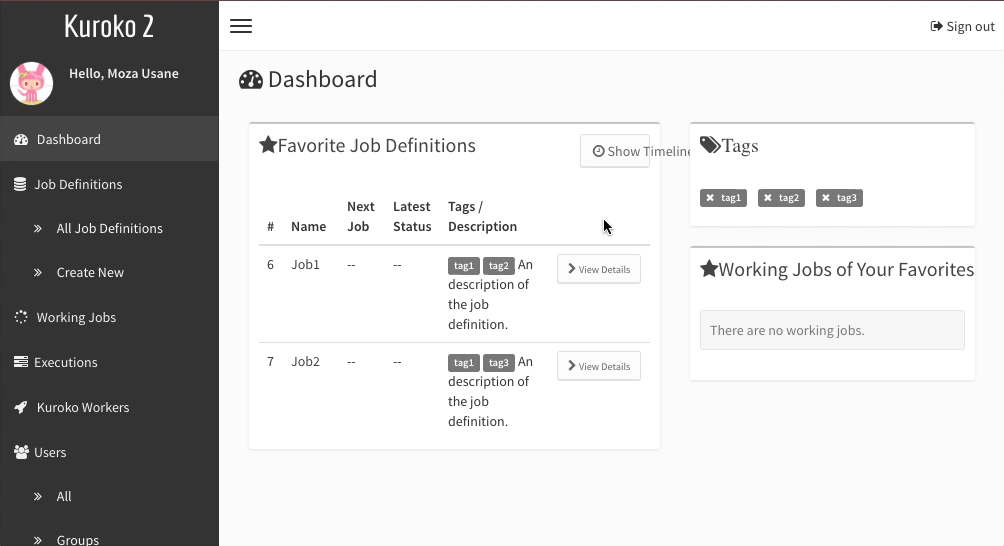 Kuroko 2
Hello, Moza Usane
Dashboard
Job Definitions
All Job Definitions
Create New
Working Jobs
Executions
Kuroko Workers
Users
All
Groups
Sign out
Dashboard
Favorite Job Definitions
Show Timeline
# Name Next Job Latest Status Tags / Description
6 Job1 -- -- tag1 tag2 An
description of
the job
definition.
View Details
7 Job2 -- -- tag1 tag3 An
description of
the job
definition.
View Details
Tags
tag1 tag2 tag3
Working Jobs of Your Favorites
There are no working jobs.